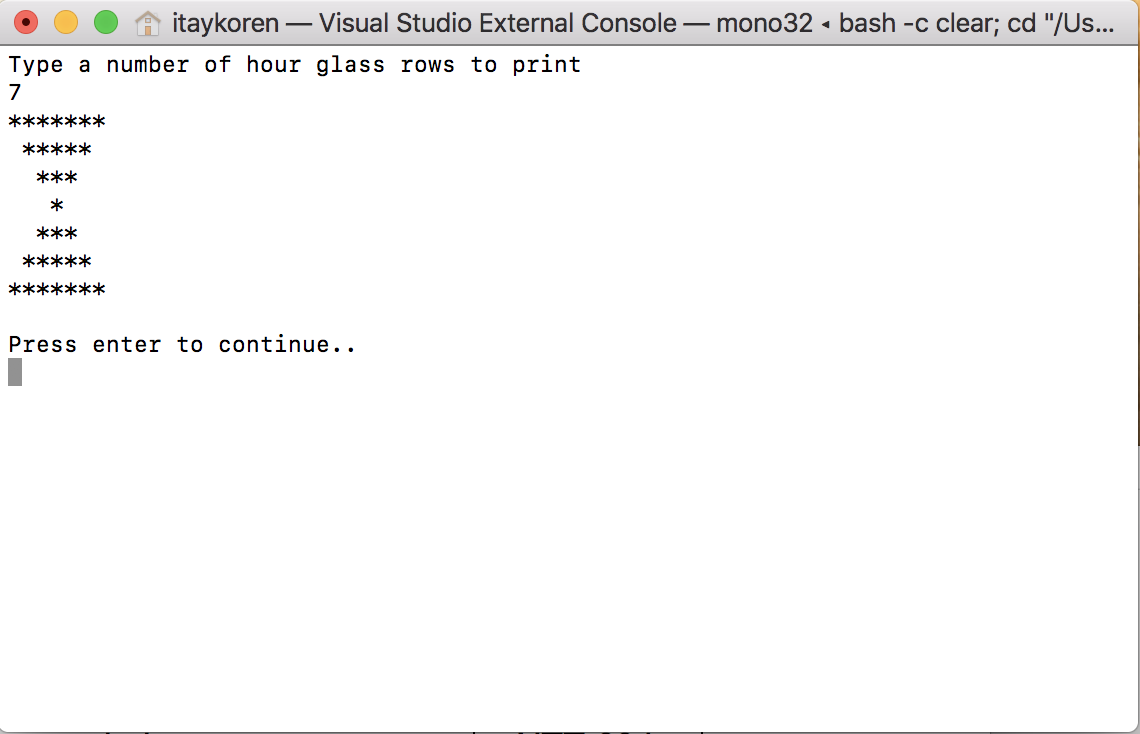 itaykoren — Visual Studio External Console — mono32 ◂ bash -c clear; cd "/Us...
Type a number of hour glass rows to print
7
*******
 *****
  ***
   *
  ***
 *****
*******

Press enter to continue..